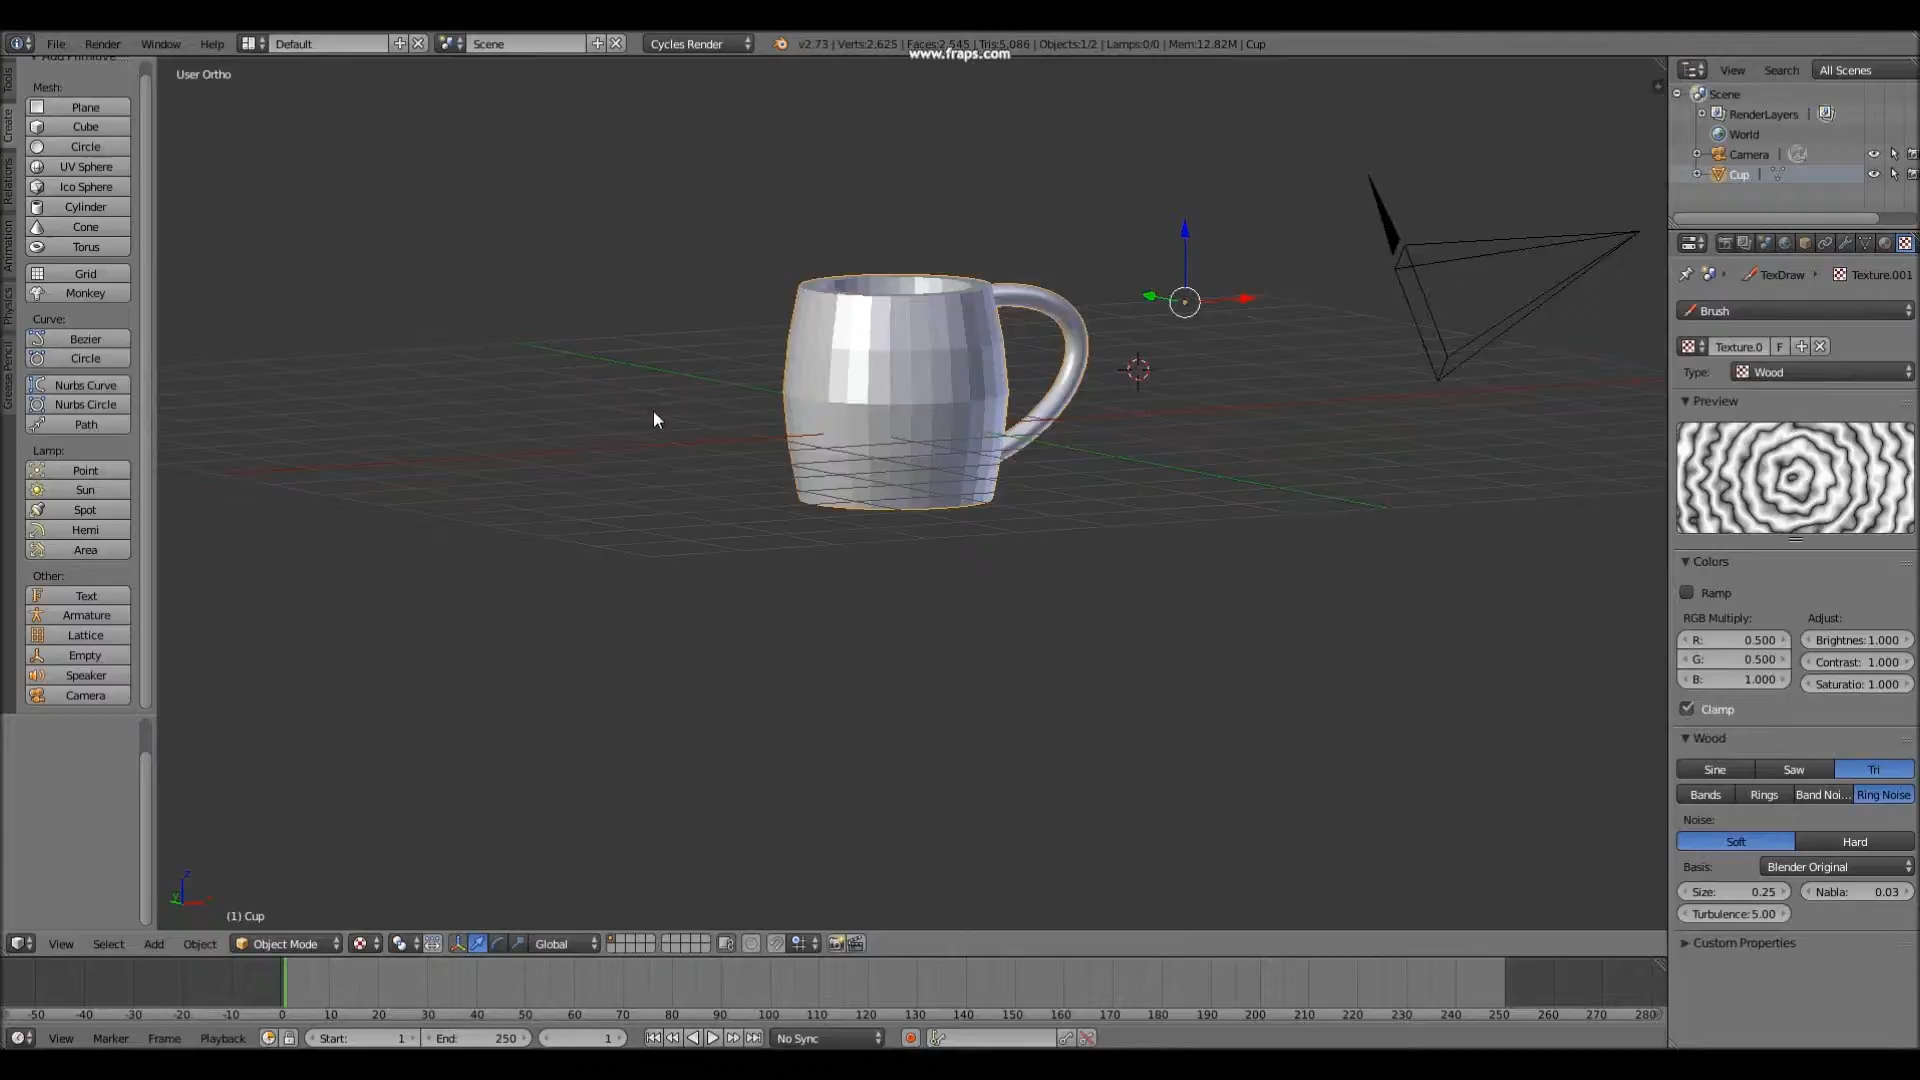 File Render Window Help Default Scene Cycles Render v2.73 | Verts:2,625 | Faces:2,545 | Tris:5,086 | Objects:1/2 | Lamps:0/0 | Mem:12.82M | Cup
www.fraps.com
Add Primitive
User Ortho
Tools
Create
Relations
Animation
Physics
Grease Pencil
Mesh:
Plane
Cube
Circle
UV Sphere
Ico Sphere
Cylinder
Cone
Torus
Grid
Monkey
Curve:
Bezier
Circle
Nurbs Curve
Nurbs Circle
Path
Lamp:
Point
Sun
Spot
Hemi
Area
Other:
Text
Armature
Lattice
Empty
Speaker
Camera
z
y
(1) Cup
View Search All Scenes
Scene
RenderLayers |
World
Camera |
Cup |
TexDraw Texture.001
Brush
Texture.0 F
Type: Wood
Preview
Colors
Ramp
RGB Multiply: Adjust:
R: 0.500 Brightnes: 1.000
G: 0.500 Contrast: 1.000
B: 1.000 Saturatio: 1.000
Clamp
Wood
Sine Saw Tri
Bands Rings Band Noi... Ring Noise
Noise:
Soft Hard
Basis: Blender Original
Size: 0.25 Nabla: 0.03
Turbulence: 5.00
Custom Properties
View Select Add Object Object Mode Global
-50 -40 -30 -20 -10 0 10 20 30 40 50 60 70 80 90 100 110 120 130 140 150 160 170 180 190 200 210 220 230 240 250 260 270 280
View Marker Frame Playback Start: 1 End: 250 1 No Sync